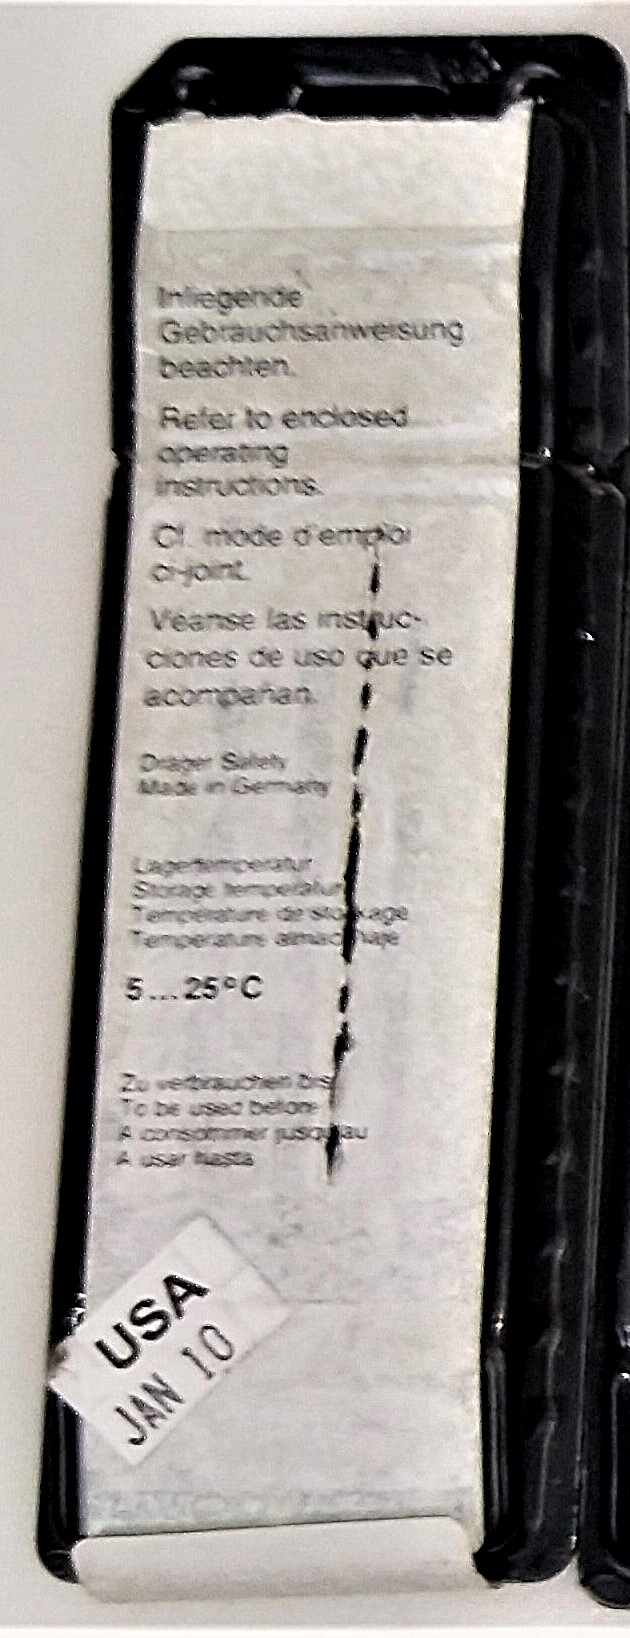 Inliegende
Gebrauchsanweisung
beachten.
Refer to enclosed
operating
instructions.
Cf. mode d'emploi
ci-joint.
Véanse las instruc-
ciones de uso que se
acompañan.
Dräger Safety
Made in Germany
Lagertemperatur
Storage temperature
Température de stockage
Temperature almacenaje
5...25°C
Zu verbrauchen bis
To be used before
A consommer jusqu'au
A usar hasta
USA
JAN 10